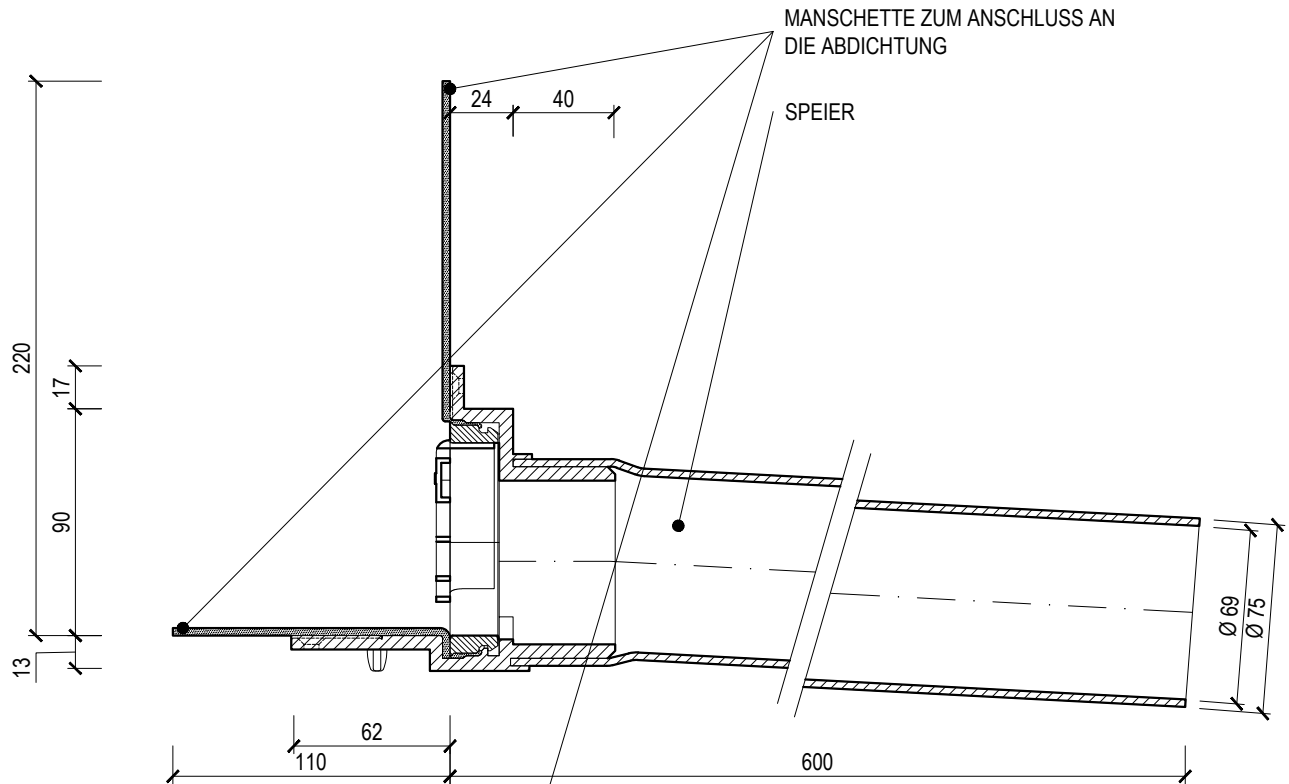 MANSCHETTE ZUM ANSCHLUSS AN
DIE ABDICHTUNG
24
40
SPEIER
220
17
90
13
Ø 69
Ø 75
62
110
600